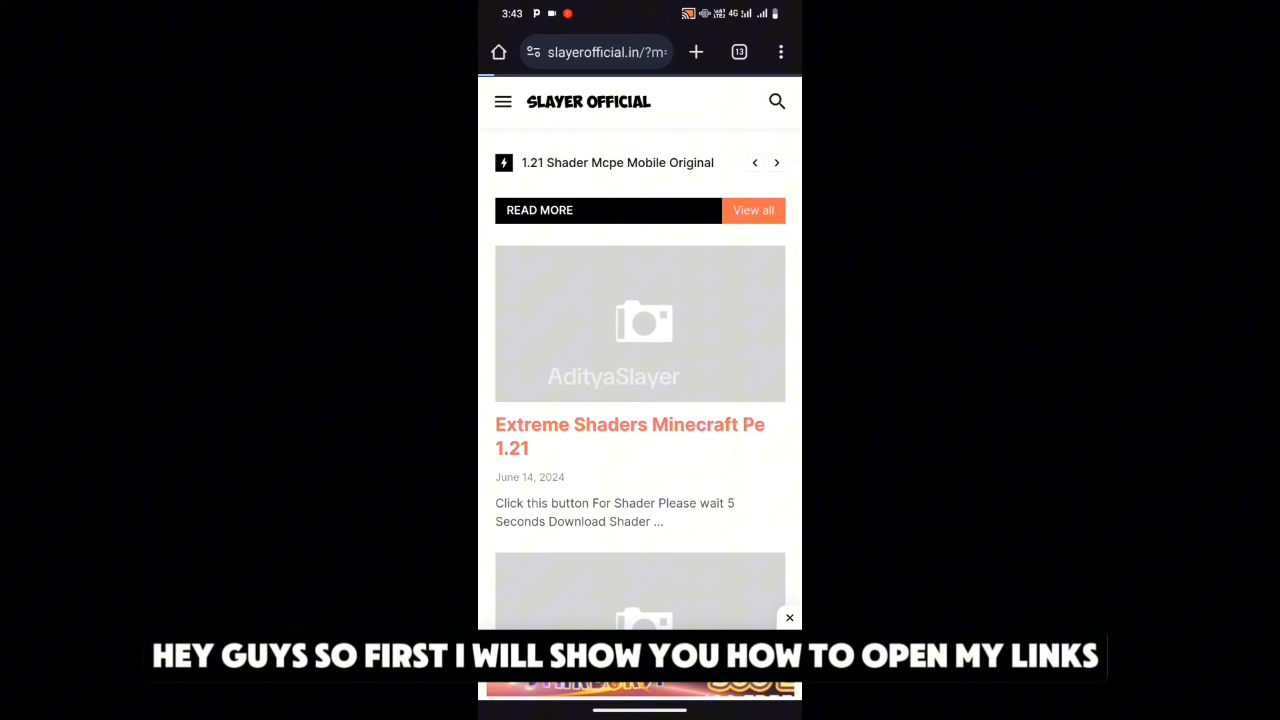 3:43
4G
slayerofficial.in/?m=
13
SLAYER OFFICIAL
1.21 Shader Mcpe Mobile Original
READ MORE
View all
AdityaSlayer
Extreme Shaders Minecraft Pe
1.21
June 14, 2024
Click this button For Shader Please wait 5
Seconds Download Shader ...
HEY GUYS SO FIRST I WILL SHOW YOU HOW TO OPEN MY LINKS